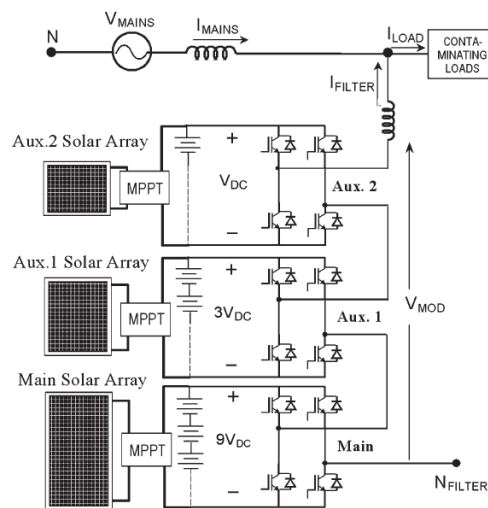 V_MAINS
I_MAINS
N
I_LOAD
CONTA-
MINATING
LOADS
I_FILTER
Aux.2 Solar Array
MPPT
+
V_DC
−
Aux. 2
Aux.1 Solar Array
MPPT
+
3V_DC
−
Aux. 1
V_MOD
Main Solar Array
MPPT
+
9V_DC
−
Main
N_FILTER